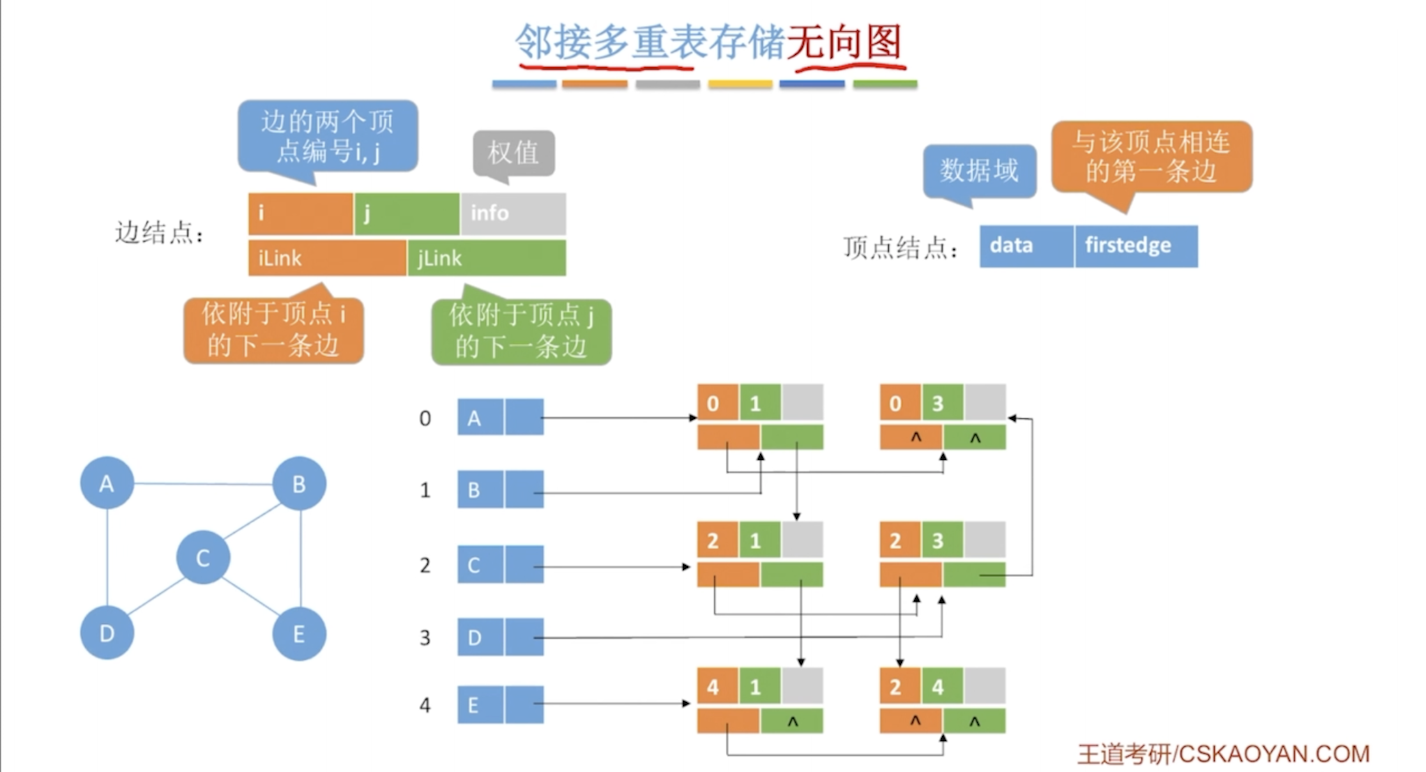 邻接多重表存储无向图
边的两个顶
点编号i, j
权值
数据域
与该顶点相连
的第一条边
边结点：
i j info
iLink jLink
顶点结点：
data firstedge
依附于顶点 i
的下一条边
依附于顶点 j
的下一条边
0 A
0 1
0 3
^ ^
1 B
A B
C
D E
2 C
2 1
2 3
3 D
4 E
4 1
2 4
^
^ ^
王道考研/CSKAOYAN.COM